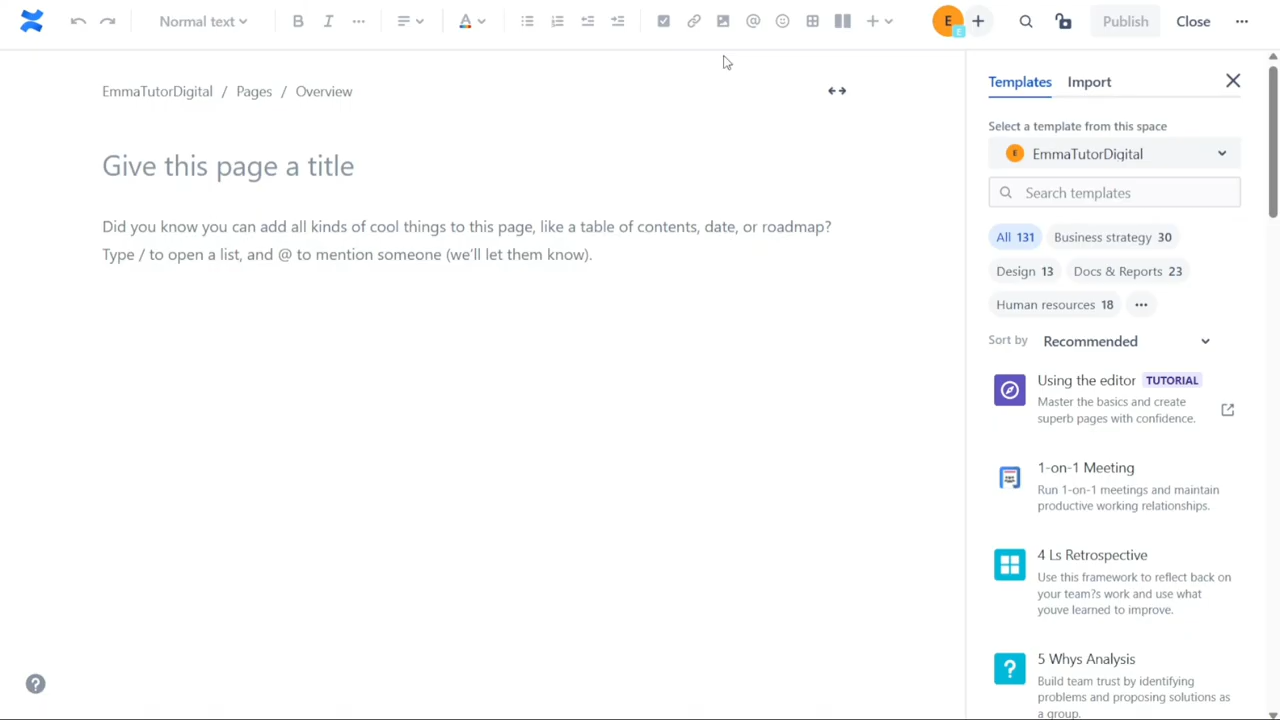 Normal text
E
E
Publish
Close
EmmaTutorDigital / Pages / Overview
Give this page a title
Did you know you can add all kinds of cool things to this page, like a table of contents, date, or roadmap?
Type / to open a list, and @ to mention someone (we'll let them know).
Templates
Import
Select a template from this space
E
EmmaTutorDigital
Search templates
All 131
Business strategy 30
Design 13
Docs & Reports 23
Human resources 18
Sort by
Recommended
Using the editor TUTORIAL
Master the basics and create
superb pages with confidence.
1-on-1 Meeting
Run 1-on-1 meetings and maintain
productive working relationships.
4 Ls Retrospective
Use this framework to reflect back on
your team?s work and use what
youve learned to improve.
5 Whys Analysis
Build team trust by identifying
problems and proposing solutions as
a group.